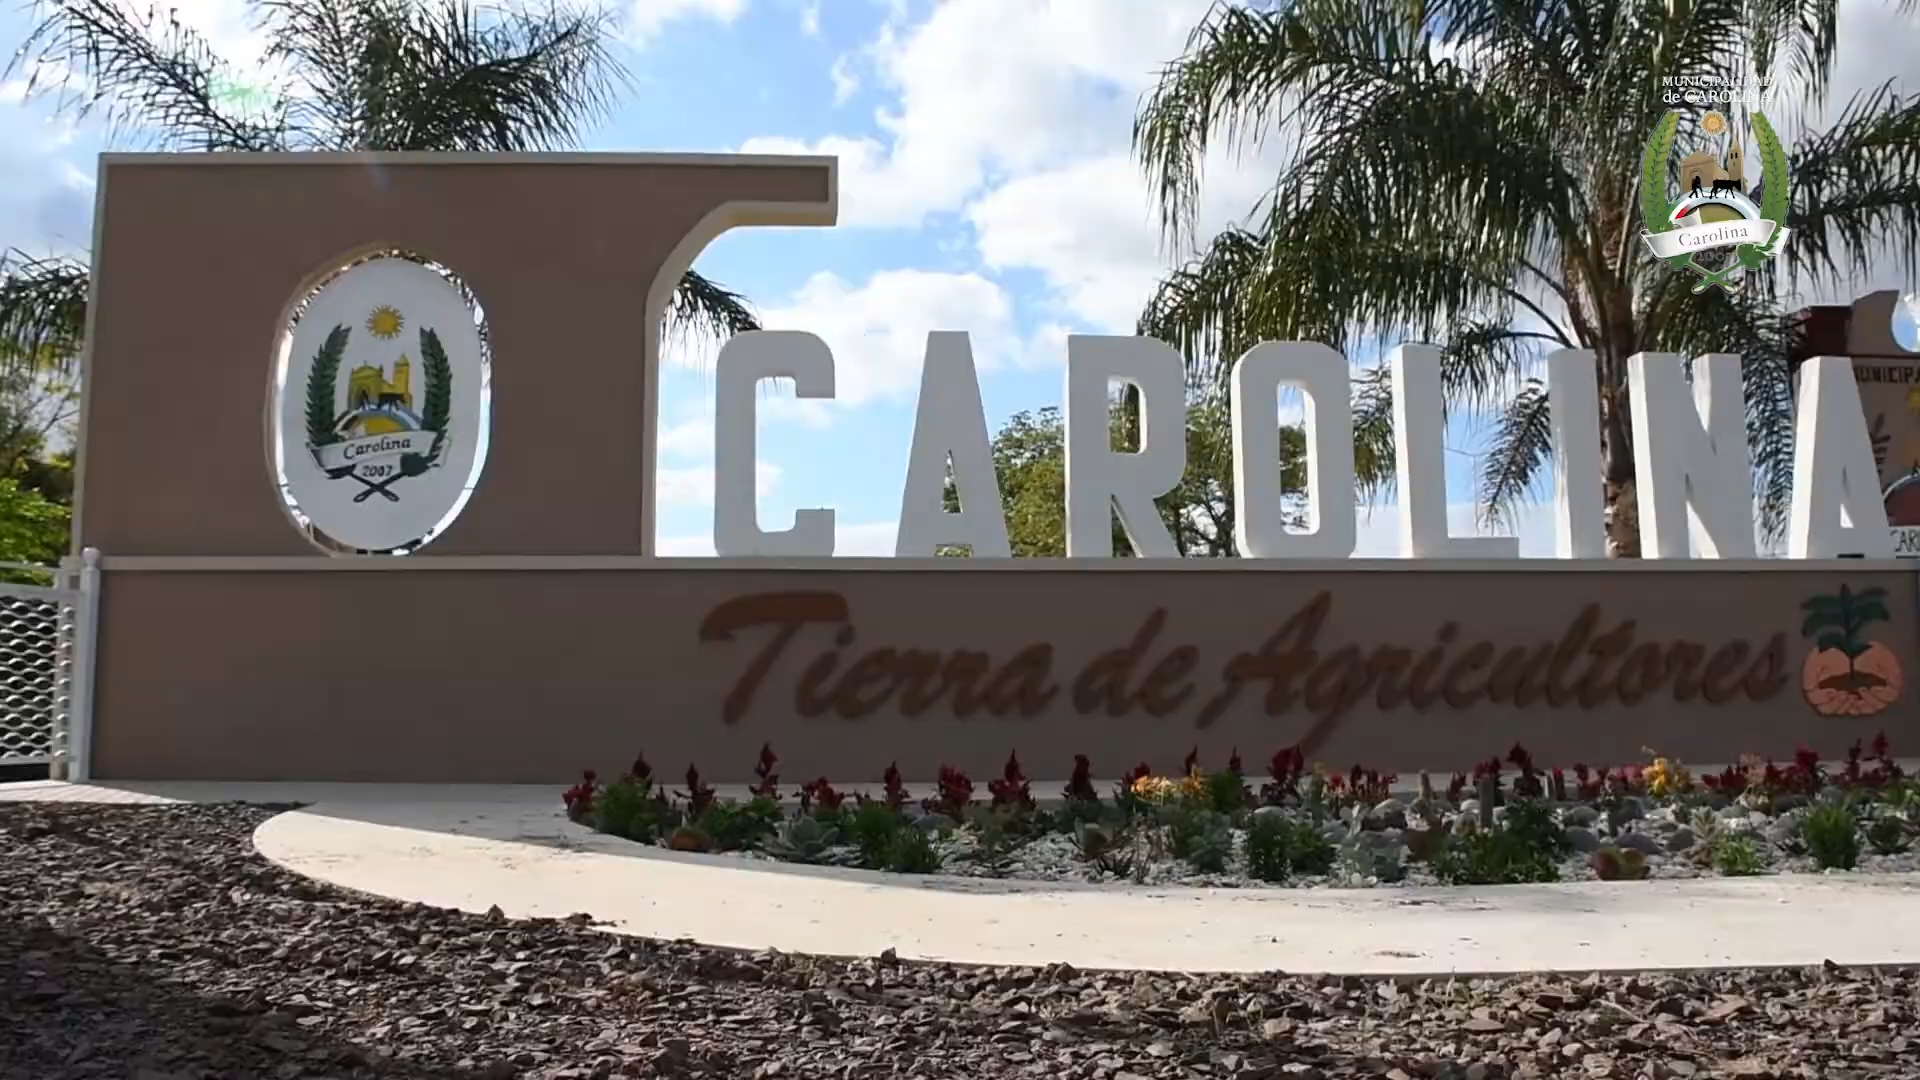 MUNICIPALIDAD
de CAROLINA
Carolina
Carolina
2007
CAROLINA
Tierra de Agricultores